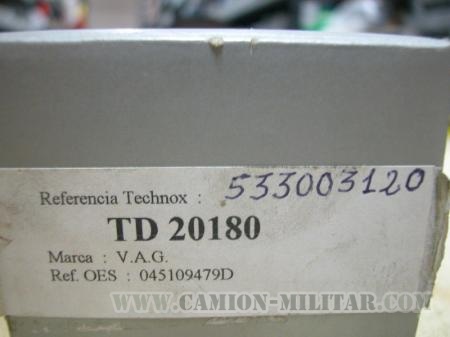 Referencia Technox : 533003120
TD 20180
Marca : V.A.G.
Ref. OES : 045109479D
WWW.CAMION-MILITAR.COM